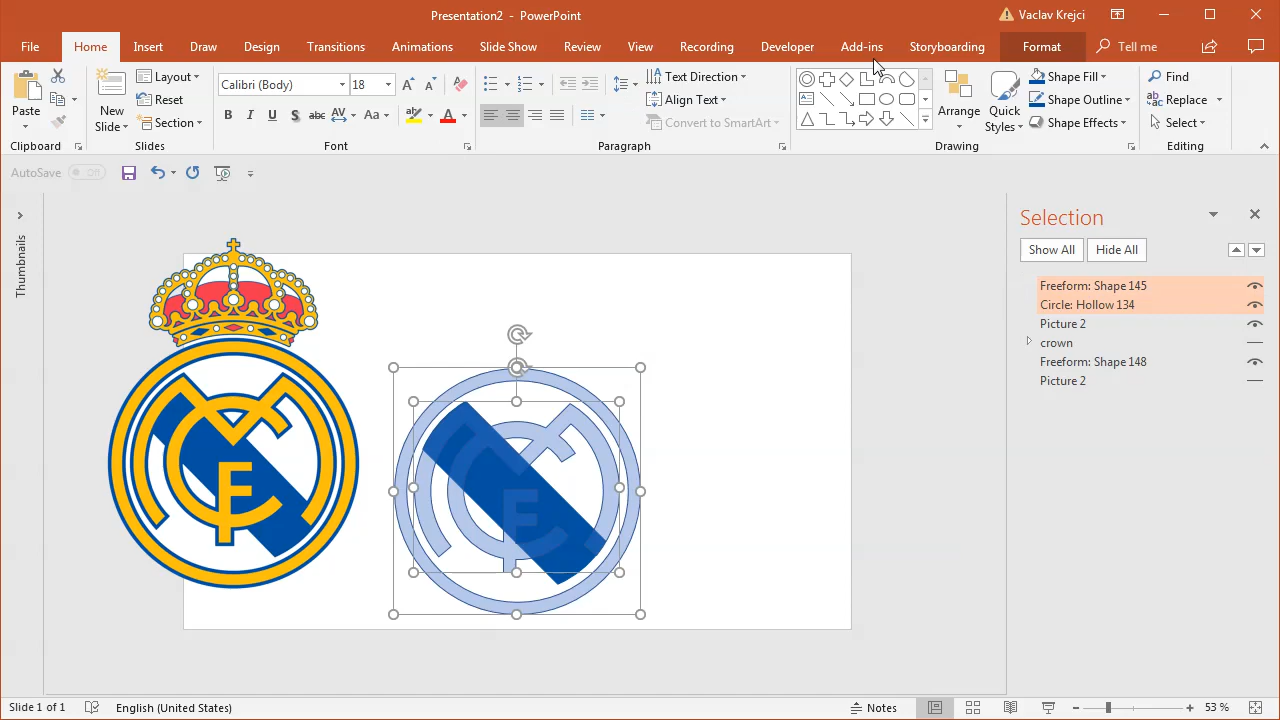 Presentation2 - PowerPoint
Vaclav Krejci
File Home Insert Draw Design Transitions Animations Slide Show Review View Recording Developer Add-ins Storyboarding Format Tell me
Paste
Clipboard
New Slide
Layout
Reset
Section
Slides
Calibri (Body) 18
B I U S abc AV Aa A
Font
Text Direction
Align Text
Convert to SmartArt
Paragraph
Arrange
Quick Styles
Shape Fill
Shape Outline
Shape Effects
Drawing
Find
Replace
Select
Editing
AutoSave Off
Thumbnails
Selection
Show All Hide All
Freeform: Shape 145
Circle: Hollow 134
Picture 2
crown
Freeform: Shape 148
Picture 2
Slide 1 of 1 English (United States) Notes 53 %